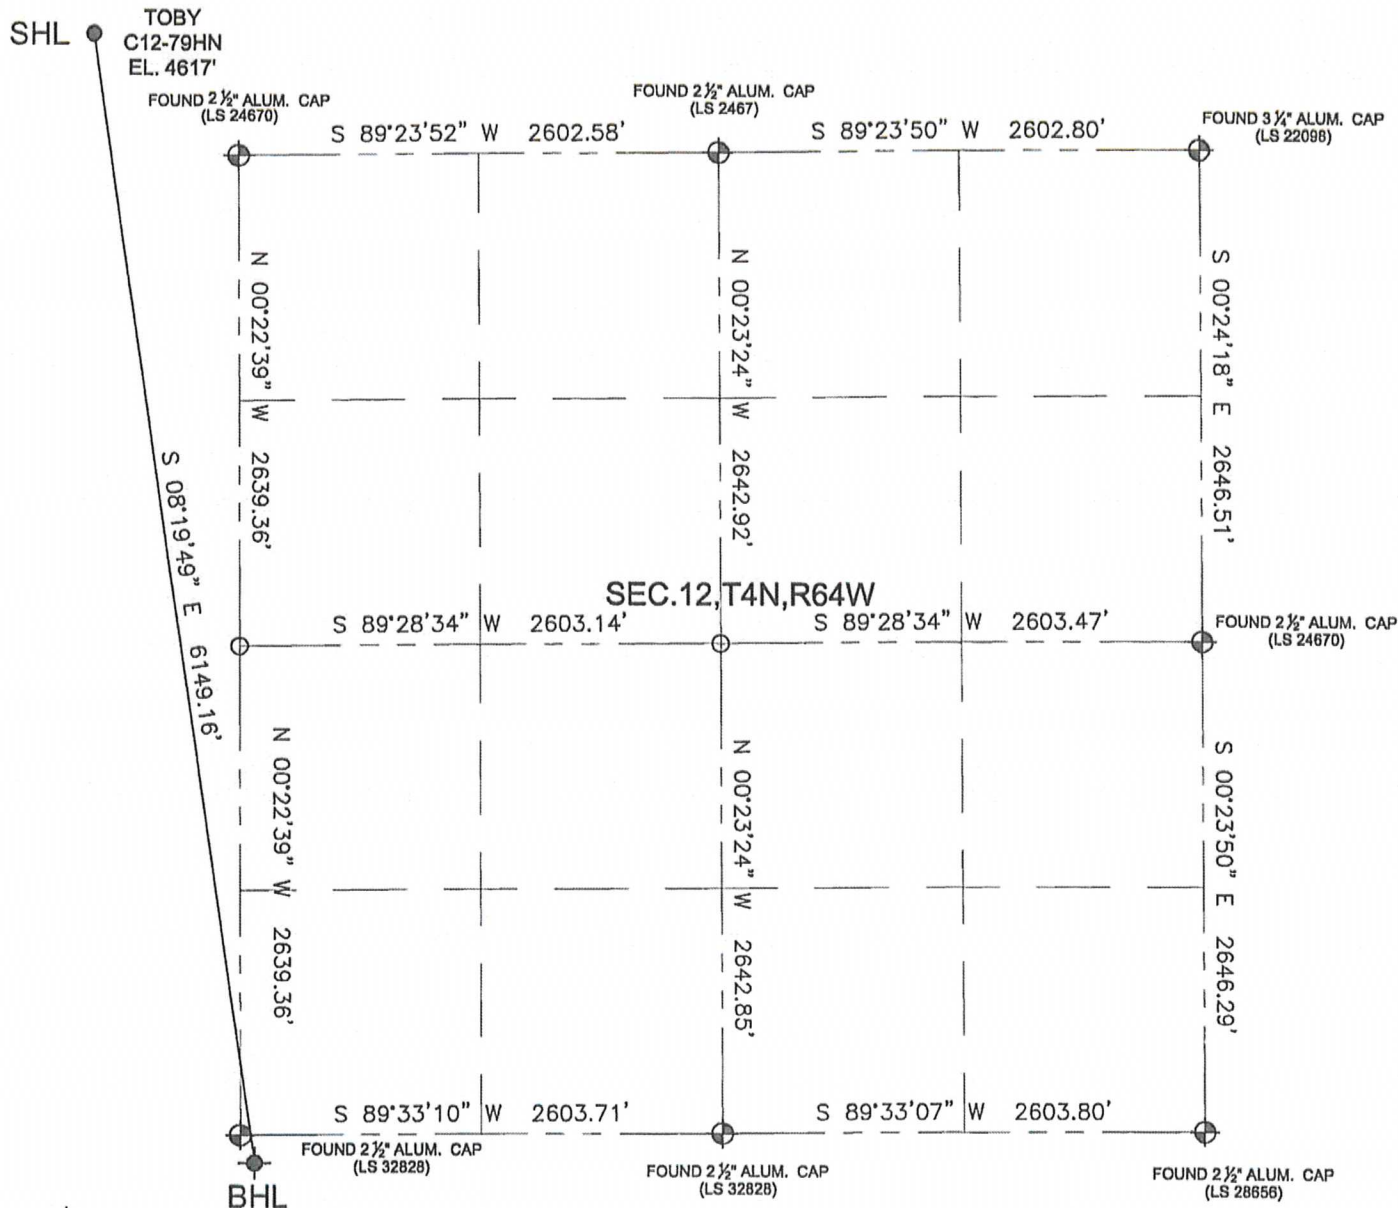 SHL
TOBY
C12-79HN
EL. 4617'
FOUND 2 ½" ALUM. CAP
(LS 24670)
FOUND 2 ½" ALUM. CAP
(LS 2467)
FOUND 3 ¼" ALUM. CAP
(LS 22098)
S 89°23'52" W 2602.58'
S 89°23'50" W 2602.80'
N 00°22'39" W 2639.36'
N 00°23'24" W 2642.92'
S 00°24'18" E 2646.51'
S 08°19'49" E 6149.16'
SEC.12,T4N,R64W
S 89°28'34" W 2603.14'
S 89°28'34" W 2603.47'
FOUND 2 ½" ALUM. CAP
(LS 24670)
N 00°22'39" W 2639.36'
N 00°23'24" W 2642.85'
S 00°23'50" E 2646.29'
S 89°33'10" W 2603.71'
S 89°33'07" W 2603.80'
FOUND 2 ½" ALUM. CAP
(LS 32828)
FOUND 2 ½" ALUM. CAP
(LS 32828)
FOUND 2 ½" ALUM. CAP
(LS 28656)
BHL